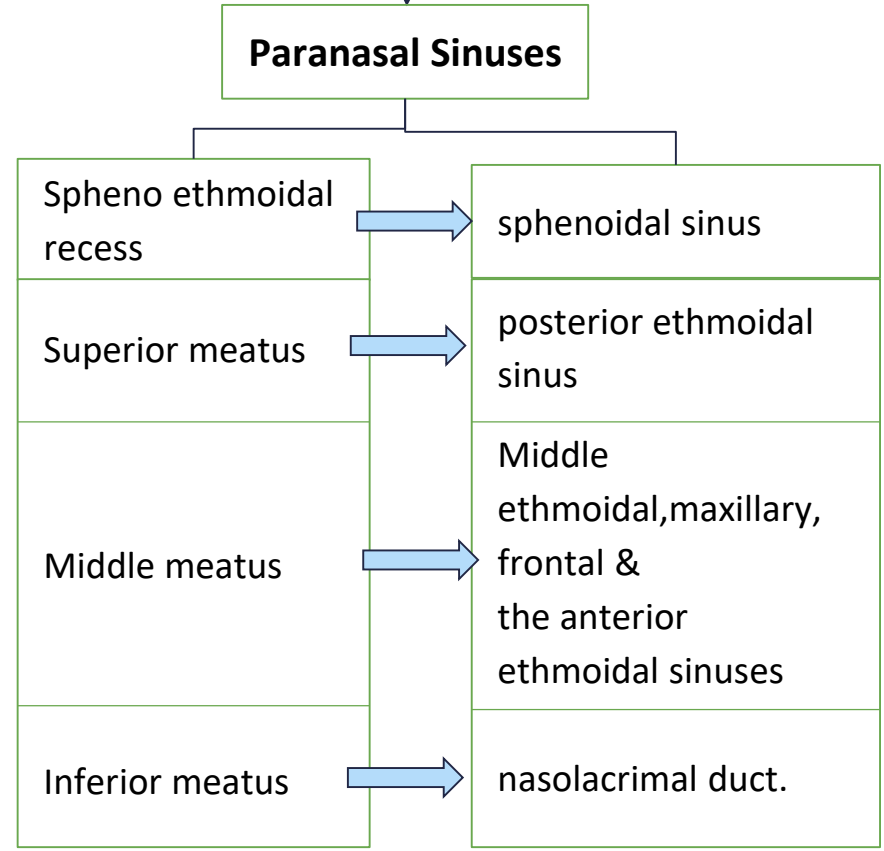 Paranasal Sinuses
Spheno ethmoidal
recess
sphenoidal sinus
Superior meatus
posterior ethmoidal
sinus
Middle meatus
Middle
ethmoidal,maxillary,
frontal &
the anterior
ethmoidal sinuses
Inferior meatus
nasolacrimal duct.